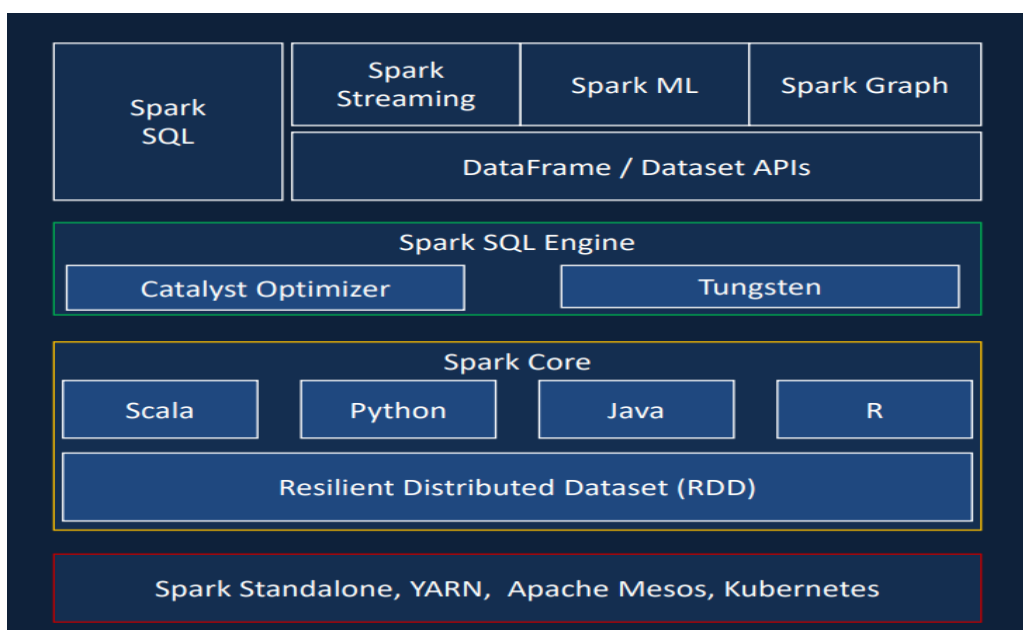 Spark
SQL
Spark
Streaming
Spark ML
Spark Graph
DataFrame / Dataset APIs
Spark SQL Engine
Catalyst Optimizer
Tungsten
Spark Core
Scala
Python
Java
R
Resilient Distributed Dataset (RDD)
Spark Standalone, YARN, Apache Mesos, Kubernetes